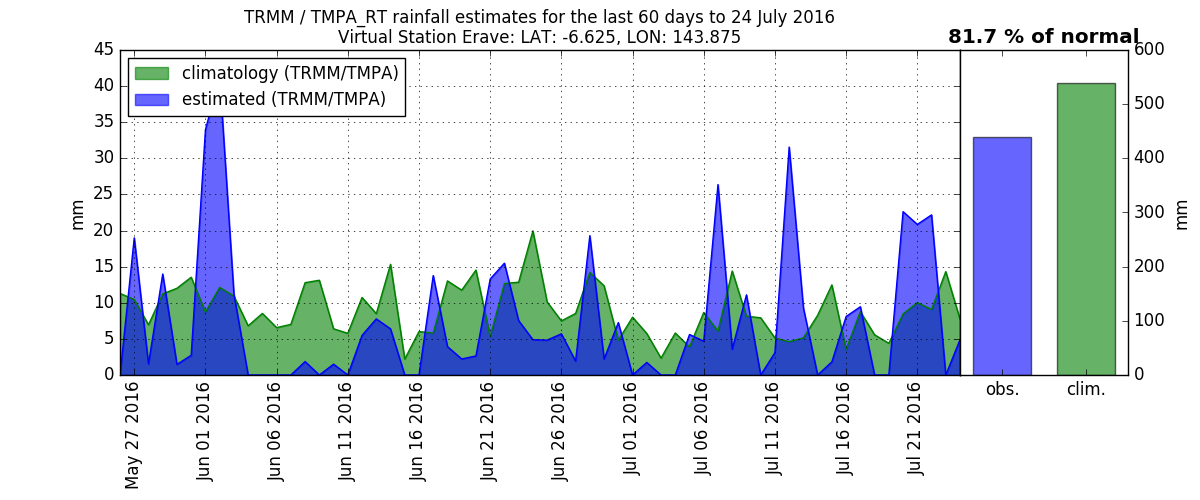 TRMM / TMPA_RT rainfall estimates for the last 60 days to 24 July 2016
Virtual Station Erave: LAT: -6.625, LON: 143.875
81.7 % of normal
climatology (TRMM/TMPA)
estimated (TRMM/TMPA)
mm
45
40
35
30
25
20
15
10
5
0
May 27 2016
Jun 01 2016
Jun 06 2016
Jun 11 2016
Jun 16 2016
Jun 21 2016
Jun 26 2016
Jul 01 2016
Jul 06 2016
Jul 11 2016
Jul 16 2016
Jul 21 2016
obs.
clim.
600
500
400
300
200
100
0
mm